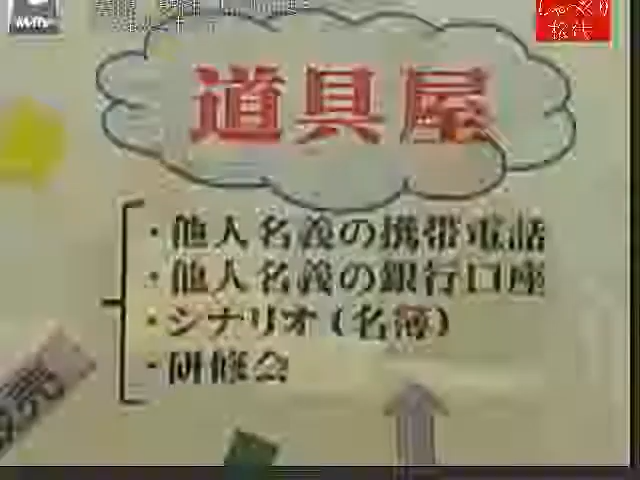 道具屋
・他人名義の携帯電話
・他人名義の銀行口座
・シナリオ(名簿)
・研修会